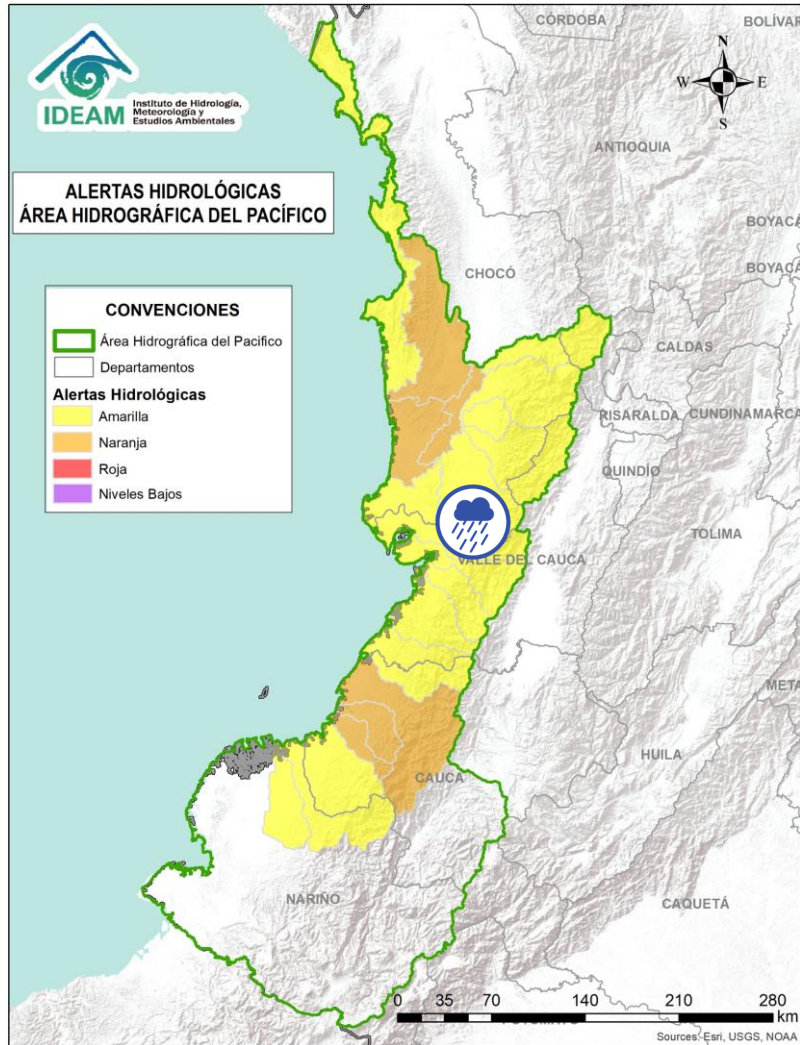 IDEAM
Instituto de Hidrología,
Meteorología y
Estudios Ambientales
ALERTAS HIDROLÓGICAS
ÁREA HIDROGRÁFICA DEL PACÍFICO
CONVENCIONES
Área Hidrográfica del Pacifico
Departamentos
Alertas Hidrológicas
Amarilla
Naranja
Roja
Niveles Bajos
N
W E
S
CÓRDOBA
BOLÍVAR
ANTIOQUIA
BOYACÁ
BOYACÁ
CHOCÓ
CALDAS
RISARALDA
CUNDINAMARCA
QUINDÍO
TOLIMA
VALLE DEL CAUCA
META
HUILA
CAUCA
NARIÑO
CAQUETÁ
0 35 70 140 210 280
km
Sources: Esri, USGS, NOAA